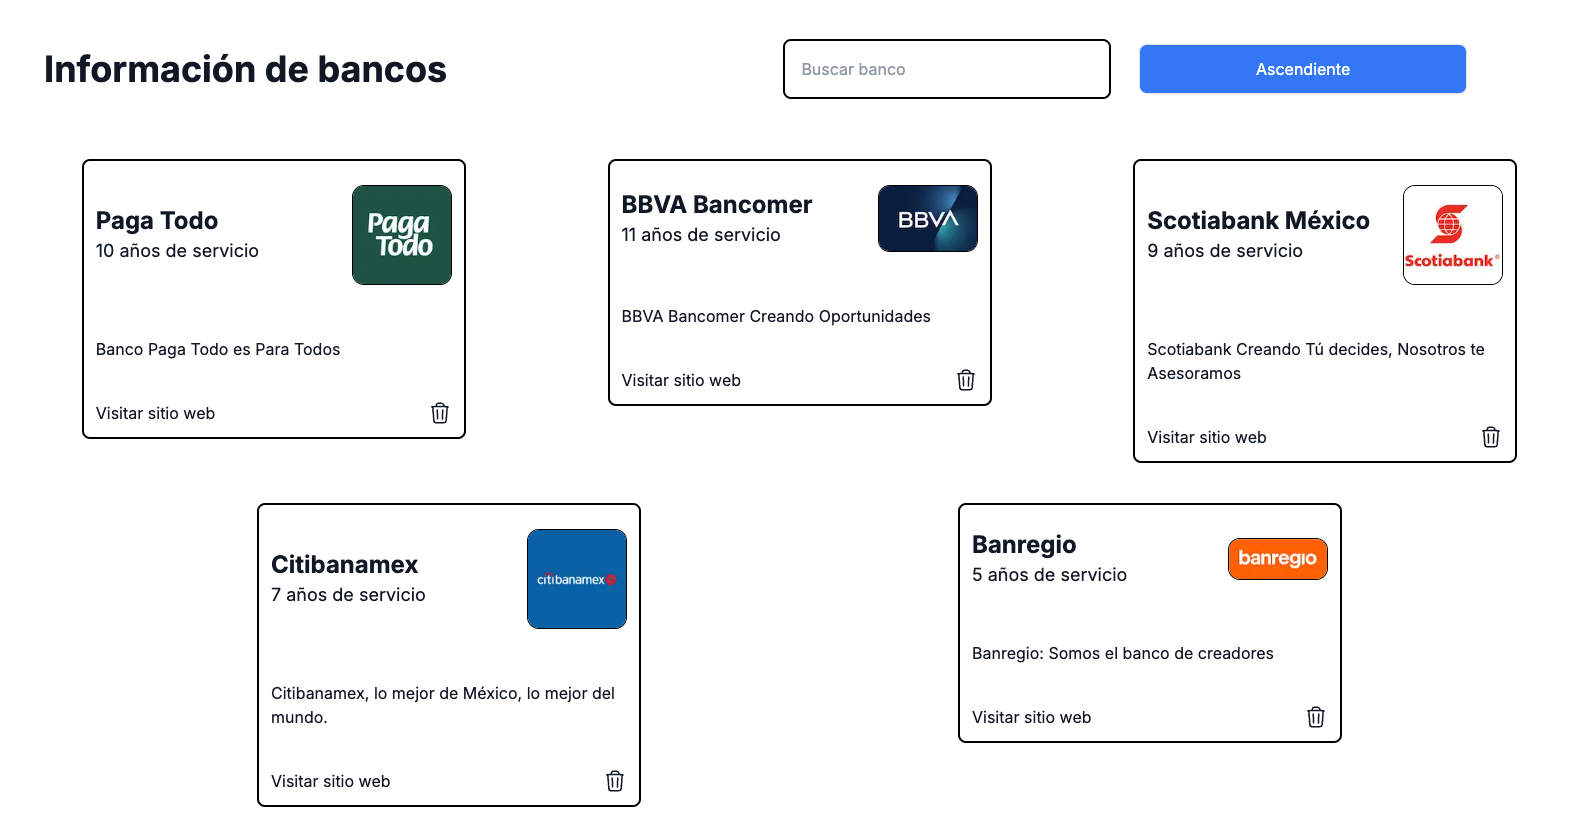 Información de bancos
Buscar banco
Ascendiente
Paga Todo
10 años de servicio
Paga
Todo
Banco Paga Todo es Para Todos
Visitar sitio web
BBVA Bancomer
11 años de servicio
BBVA
BBVA Bancomer Creando Oportunidades
Visitar sitio web
Scotiabank México
9 años de servicio
Scotiabank®
Scotiabank Creando Tú decides, Nosotros te
Asesoramos
Visitar sitio web
Citibanamex
7 años de servicio
citibanamex
Citibanamex, lo mejor de México, lo mejor del
mundo.
Visitar sitio web
Banregio
5 años de servicio
banregio
Banregio: Somos el banco de creadores
Visitar sitio web